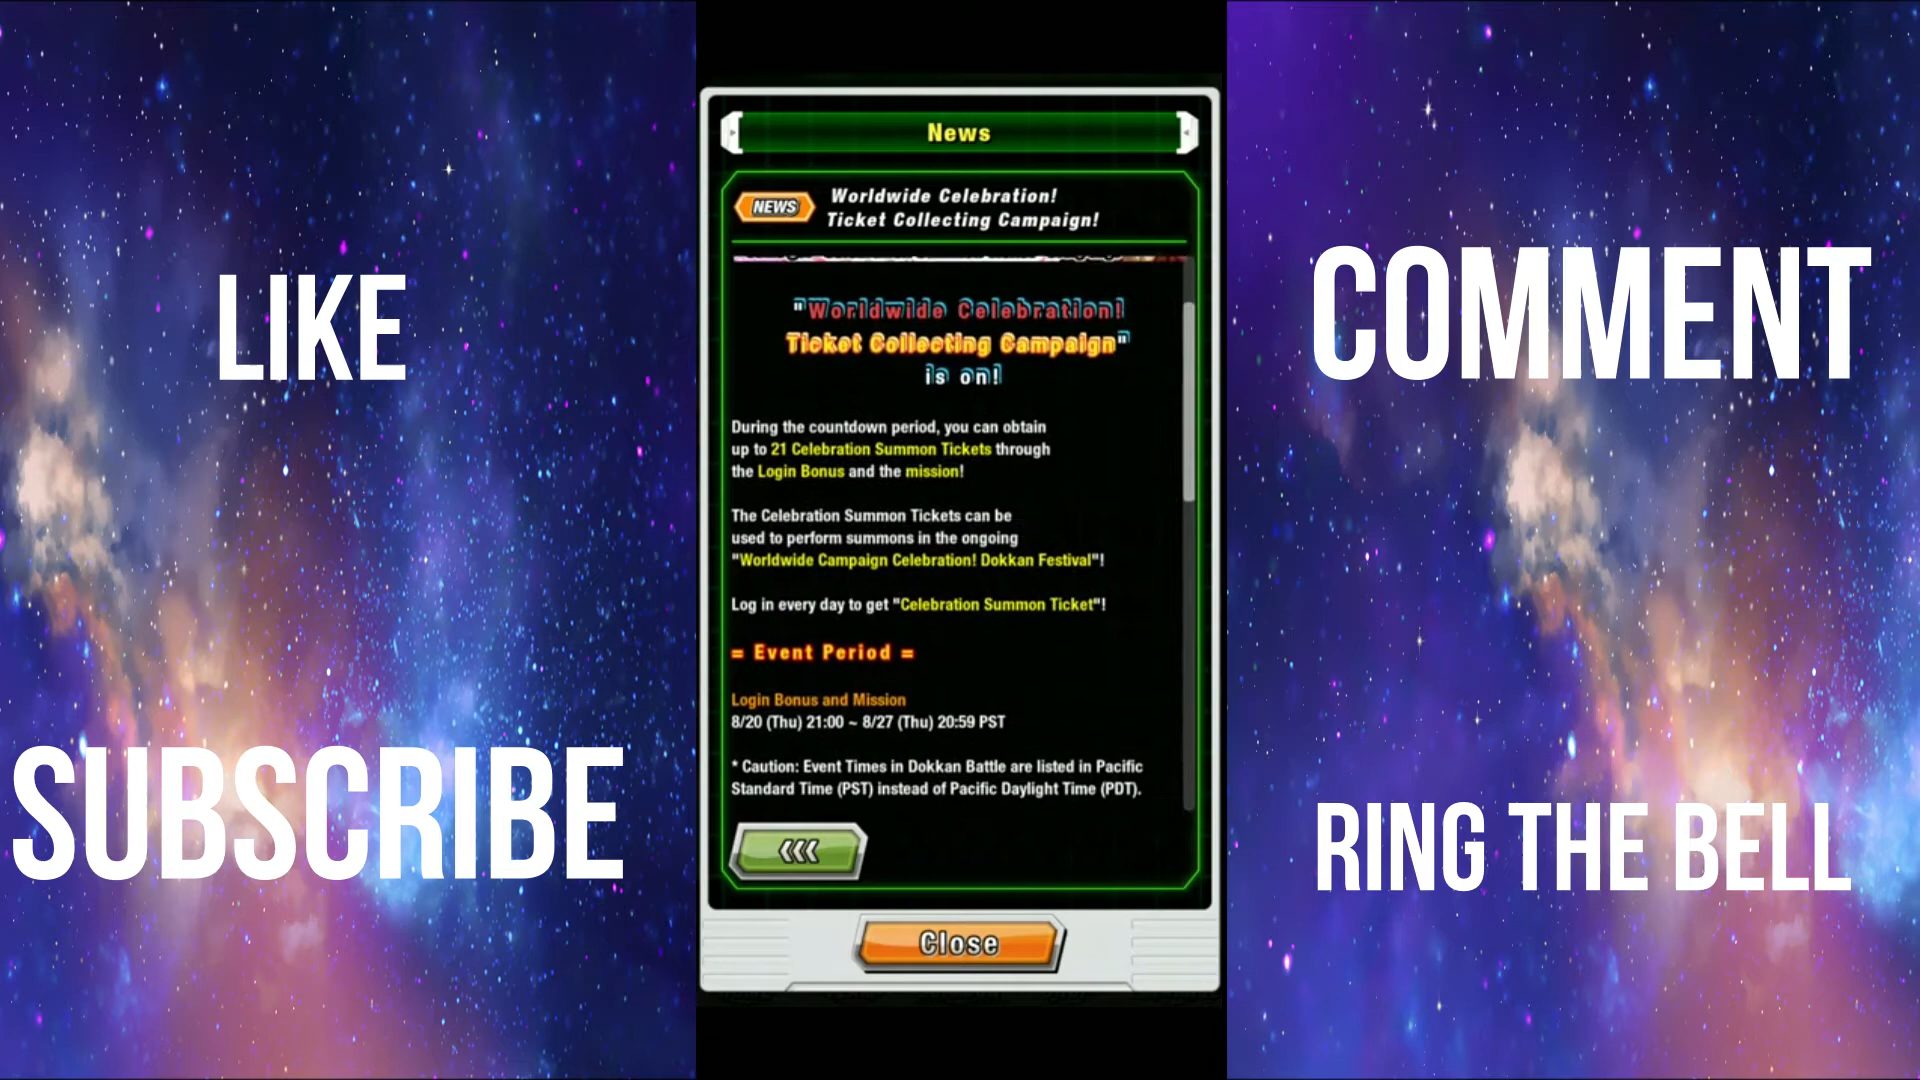 LIKE
SUBSCRIBE
News
NEWS
Worldwide Celebration!
Ticket Collecting Campaign!
"Worldwide Celebration!
Ticket Collecting Campaign"
is on!
During the countdown period, you can obtain
up to 21 Celebration Summon Tickets through
the Login Bonus and the mission!
The Celebration Summon Tickets can be
used to perform summons in the ongoing
"Worldwide Campaign Celebration! Dokkan Festival"!
Log in every day to get "Celebration Summon Ticket"!
= Event Period =
Login Bonus and Mission
8/20 (Thu) 21:00 ~ 8/27 (Thu) 20:59 PST
* Caution: Event Times in Dokkan Battle are listed in Pacific
Standard Time (PST) instead of Pacific Daylight Time (PDT).
Close
COMMENT
RING THE BELL